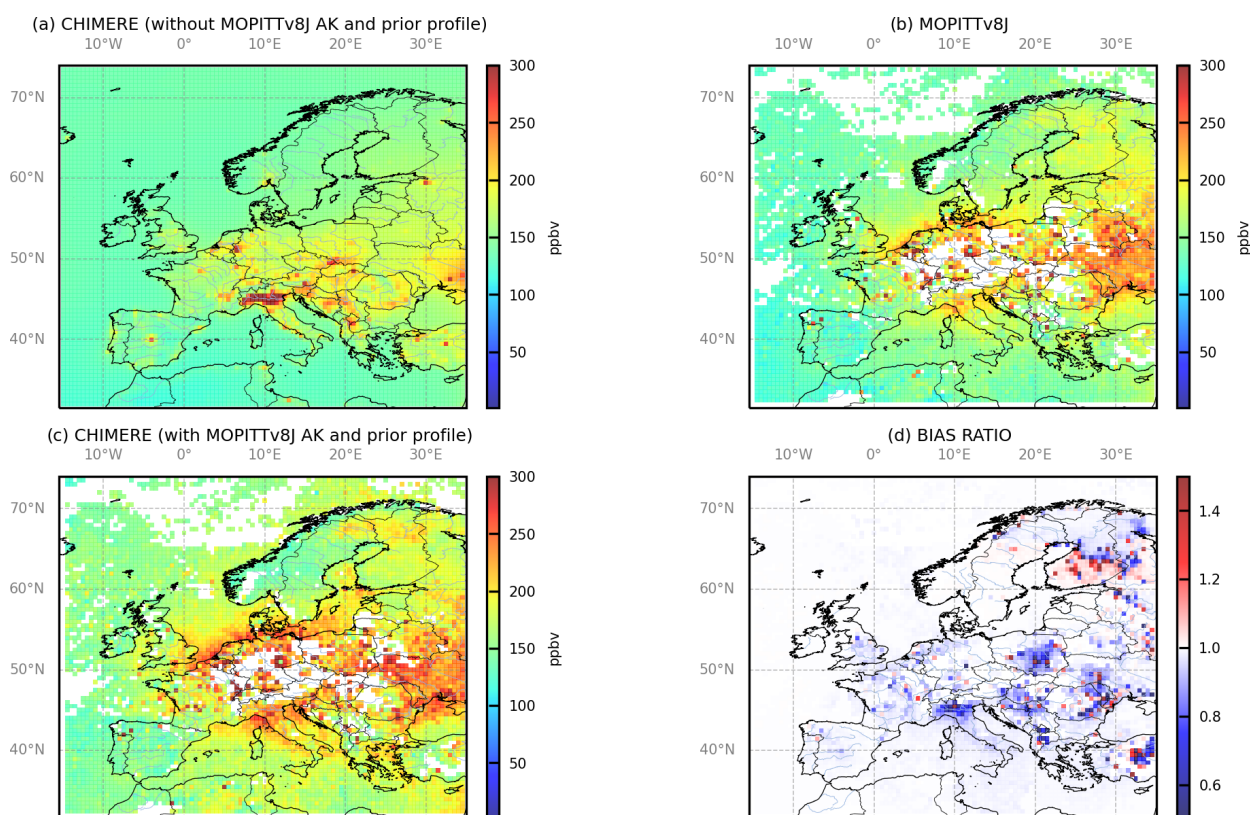 (a) CHIMERE (without MOPITTv8J AK and prior profile)
10°W 0° 10°E 20°E 30°E
70°N
60°N
50°N
40°N
300
250
200
150
100
50
ppbv
(b) MOPITTv8J
10°W 0° 10°E 20°E 30°E
70°N
60°N
50°N
40°N
300
250
200
150
100
50
ppbv
(c) CHIMERE (with MOPITTv8J AK and prior profile)
10°W 0° 10°E 20°E 30°E
70°N
60°N
50°N
40°N
300
250
200
150
100
50
ppbv
(d) BIAS RATIO
10°W 0° 10°E 20°E 30°E
70°N
60°N
50°N
40°N
1.4
1.2
1.0
0.8
0.6